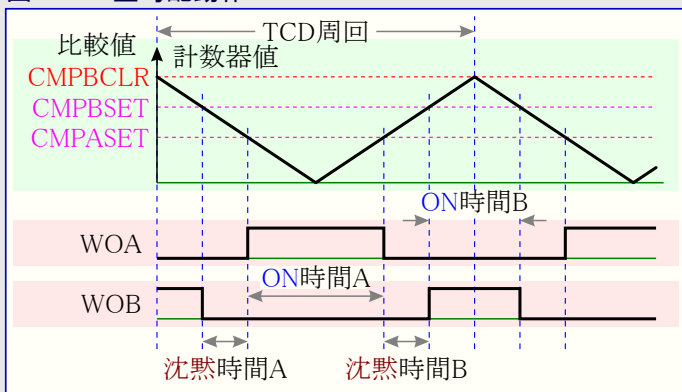 TCD周回
比較値
計数器値
CMPBCLR
CMPBSET
CMPASET
ON時間B
WOA
ON時間A
WOB
沈黙時間A
沈黙時間B